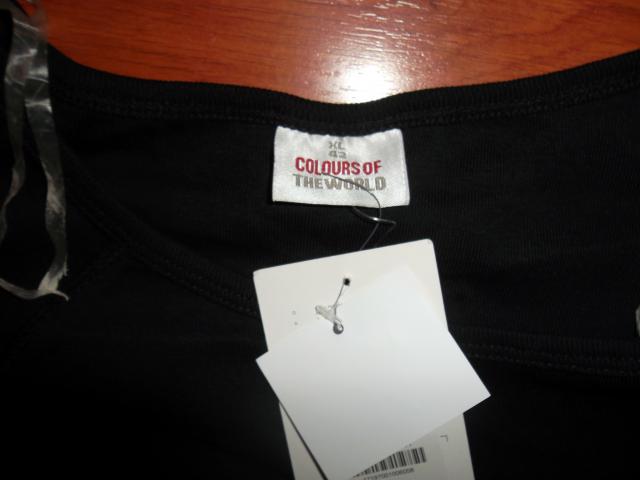 XL
42
COLOURS OF
THE WORLD